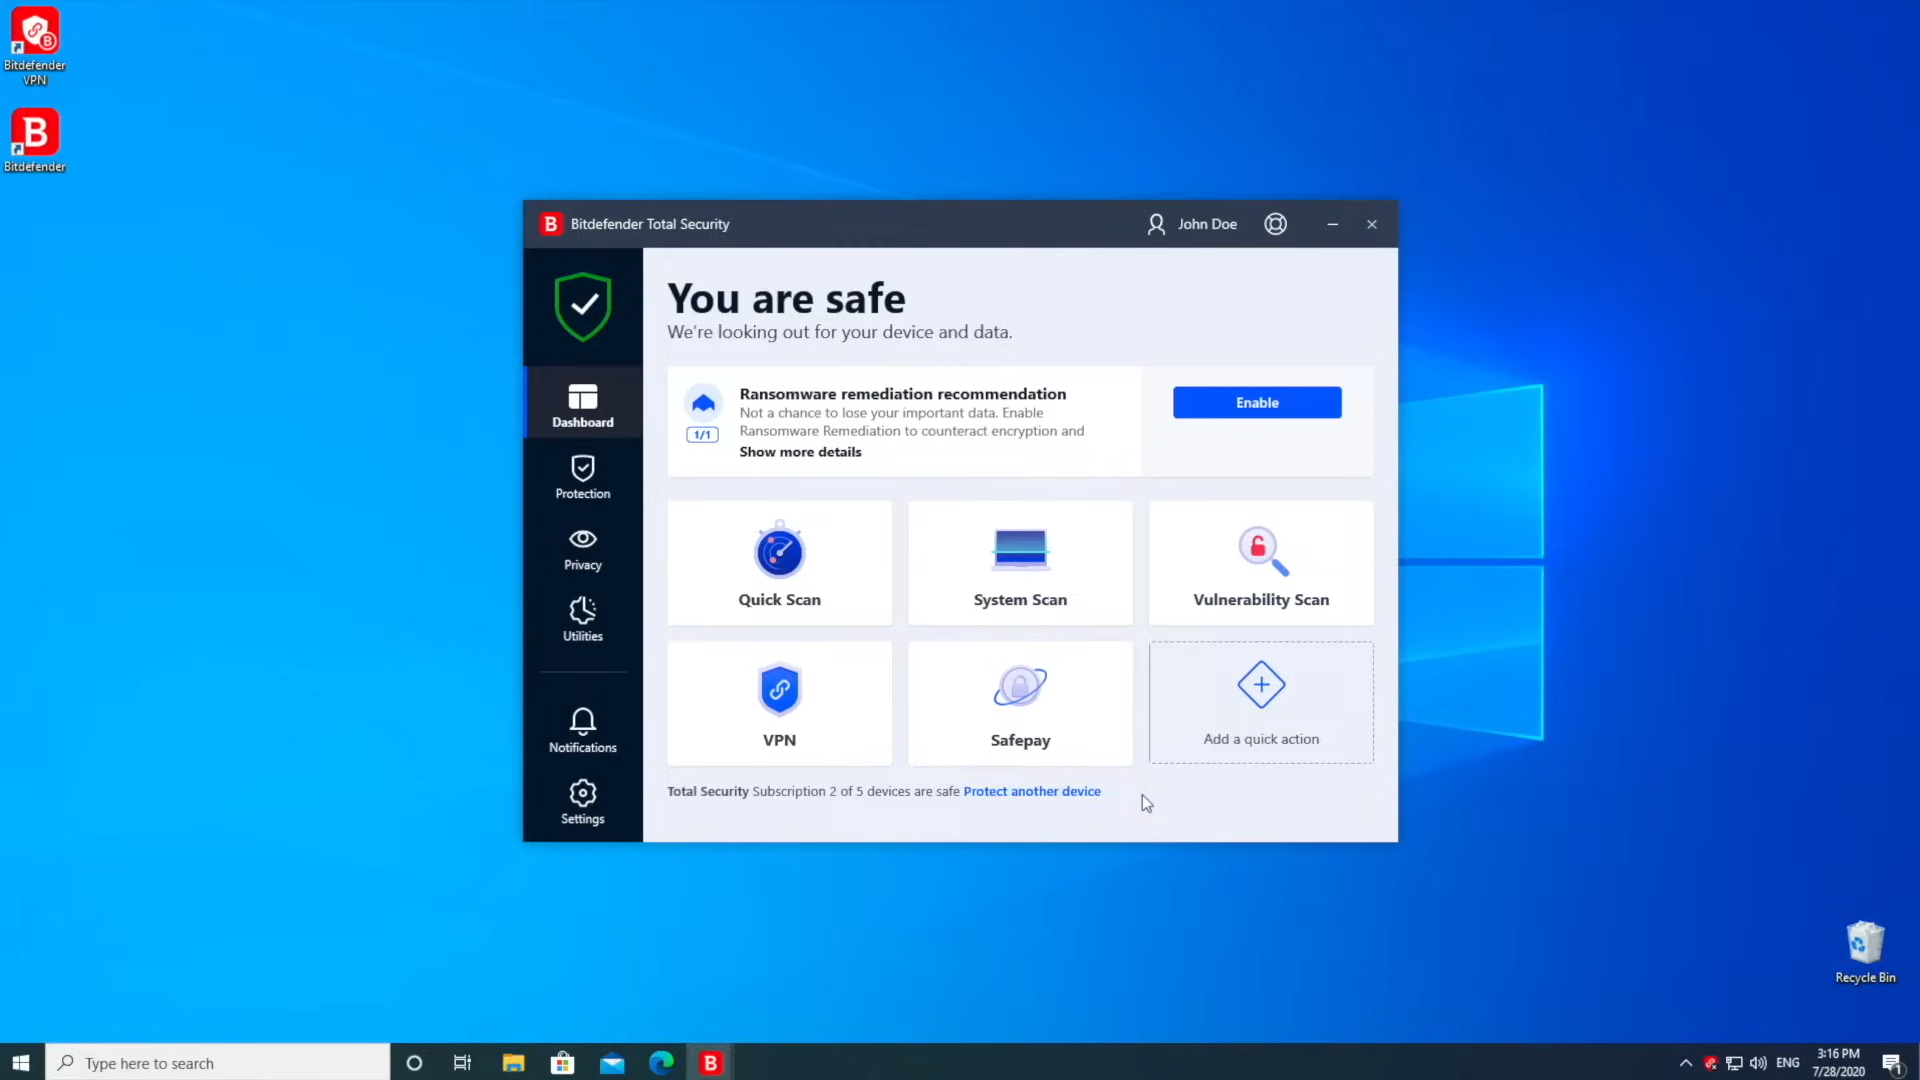 Bitdefender
VPN
Bitdefender
Bitdefender Total Security
John Doe
You are safe
We're looking out for your device and data.
Ransomware remediation recommendation
Not a chance to lose your important data. Enable
Ransomware Remediation to counteract encryption and
Show more details
1/1
Enable
Dashboard
Protection
Privacy
Utilities
Notifications
Settings
Quick Scan
System Scan
Vulnerability Scan
VPN
Safepay
Add a quick action
Total Security Subscription 2 of 5 devices are safe Protect another device
Recycle Bin
Type here to search
ENG
3:16 PM
7/28/2020
1